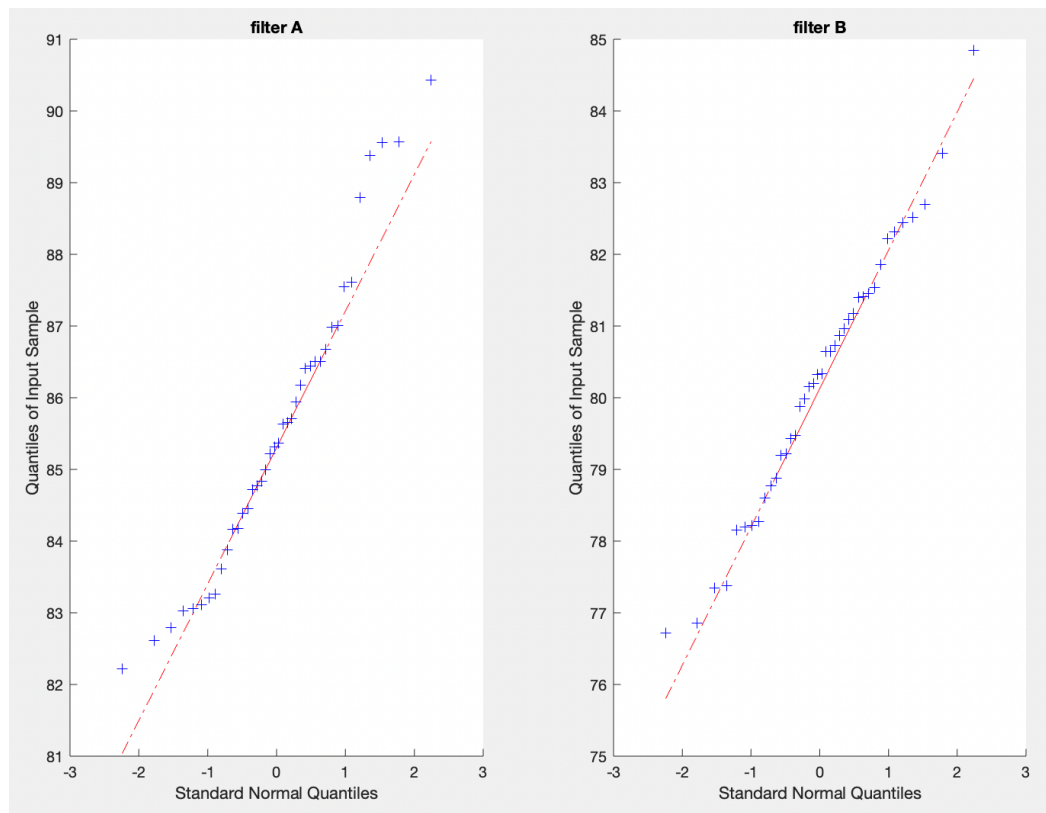 filter A
91
90
89
88
87
86
85
84
83
82
81
Quantiles of Input Sample
-3 -2 -1 0 1 2 3
Standard Normal Quantiles
filter B
85
84
83
82
81
80
79
78
77
76
75
Quantiles of Input Sample
-3 -2 -1 0 1 2 3
Standard Normal Quantiles